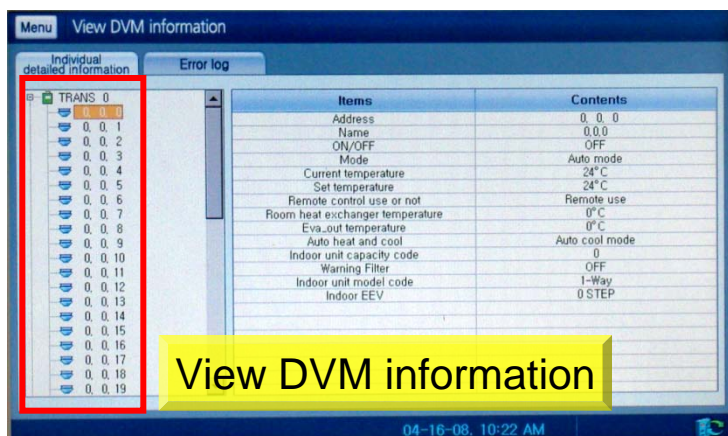 Menu View DVM information
Individual
detailed information
Error log
TRANS 0
0, 0, 0
0, 0, 1
0, 0, 2
0, 0, 3
0, 0, 4
0, 0, 5
0, 0, 6
0, 0, 7
0, 0, 8
0, 0, 9
0, 0, 10
0, 0, 11
0, 0, 12
0, 0, 13
0, 0, 14
0, 0, 15
0, 0, 16
0, 0, 17
0, 0, 18
0, 0, 19
Items Contents
Address 0, 0, 0
Name 0,0,0
ON/OFF OFF
Mode Auto mode
Current temperature 24°C
Set temperature 24°C
Remote control use or not Remote use
Room heat exchanger temperature 0°C
Eva_out temperature 0°C
Auto heat and cool Auto cool mode
Indoor unit capacity code 0
Warning Filter OFF
Indoor unit model code 1-Way
Indoor EEV 0 STEP
View DVM information
04-16-08, 10:22 AM